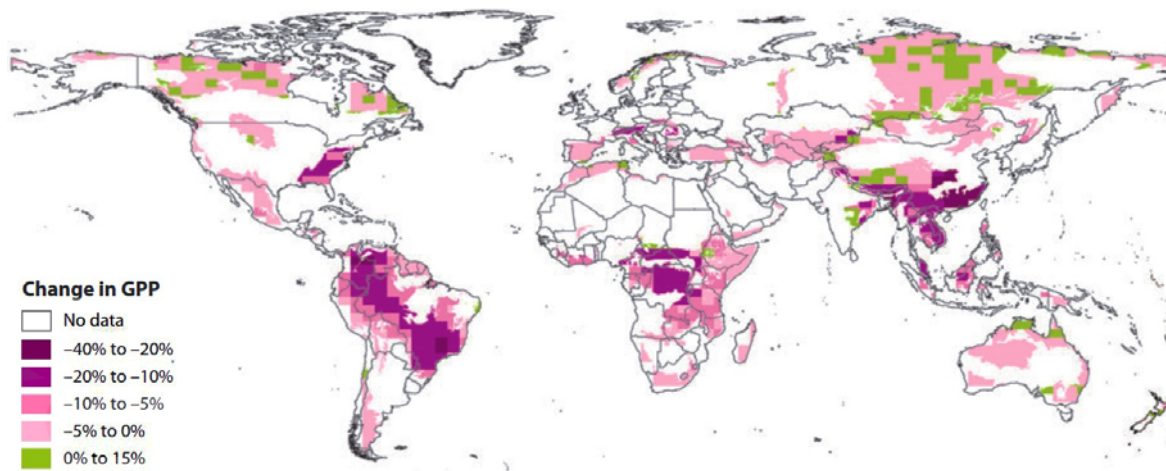 Change in GPP
No data
–40% to –20%
–20% to –10%
–10% to –5%
–5% to 0%
0% to 15%